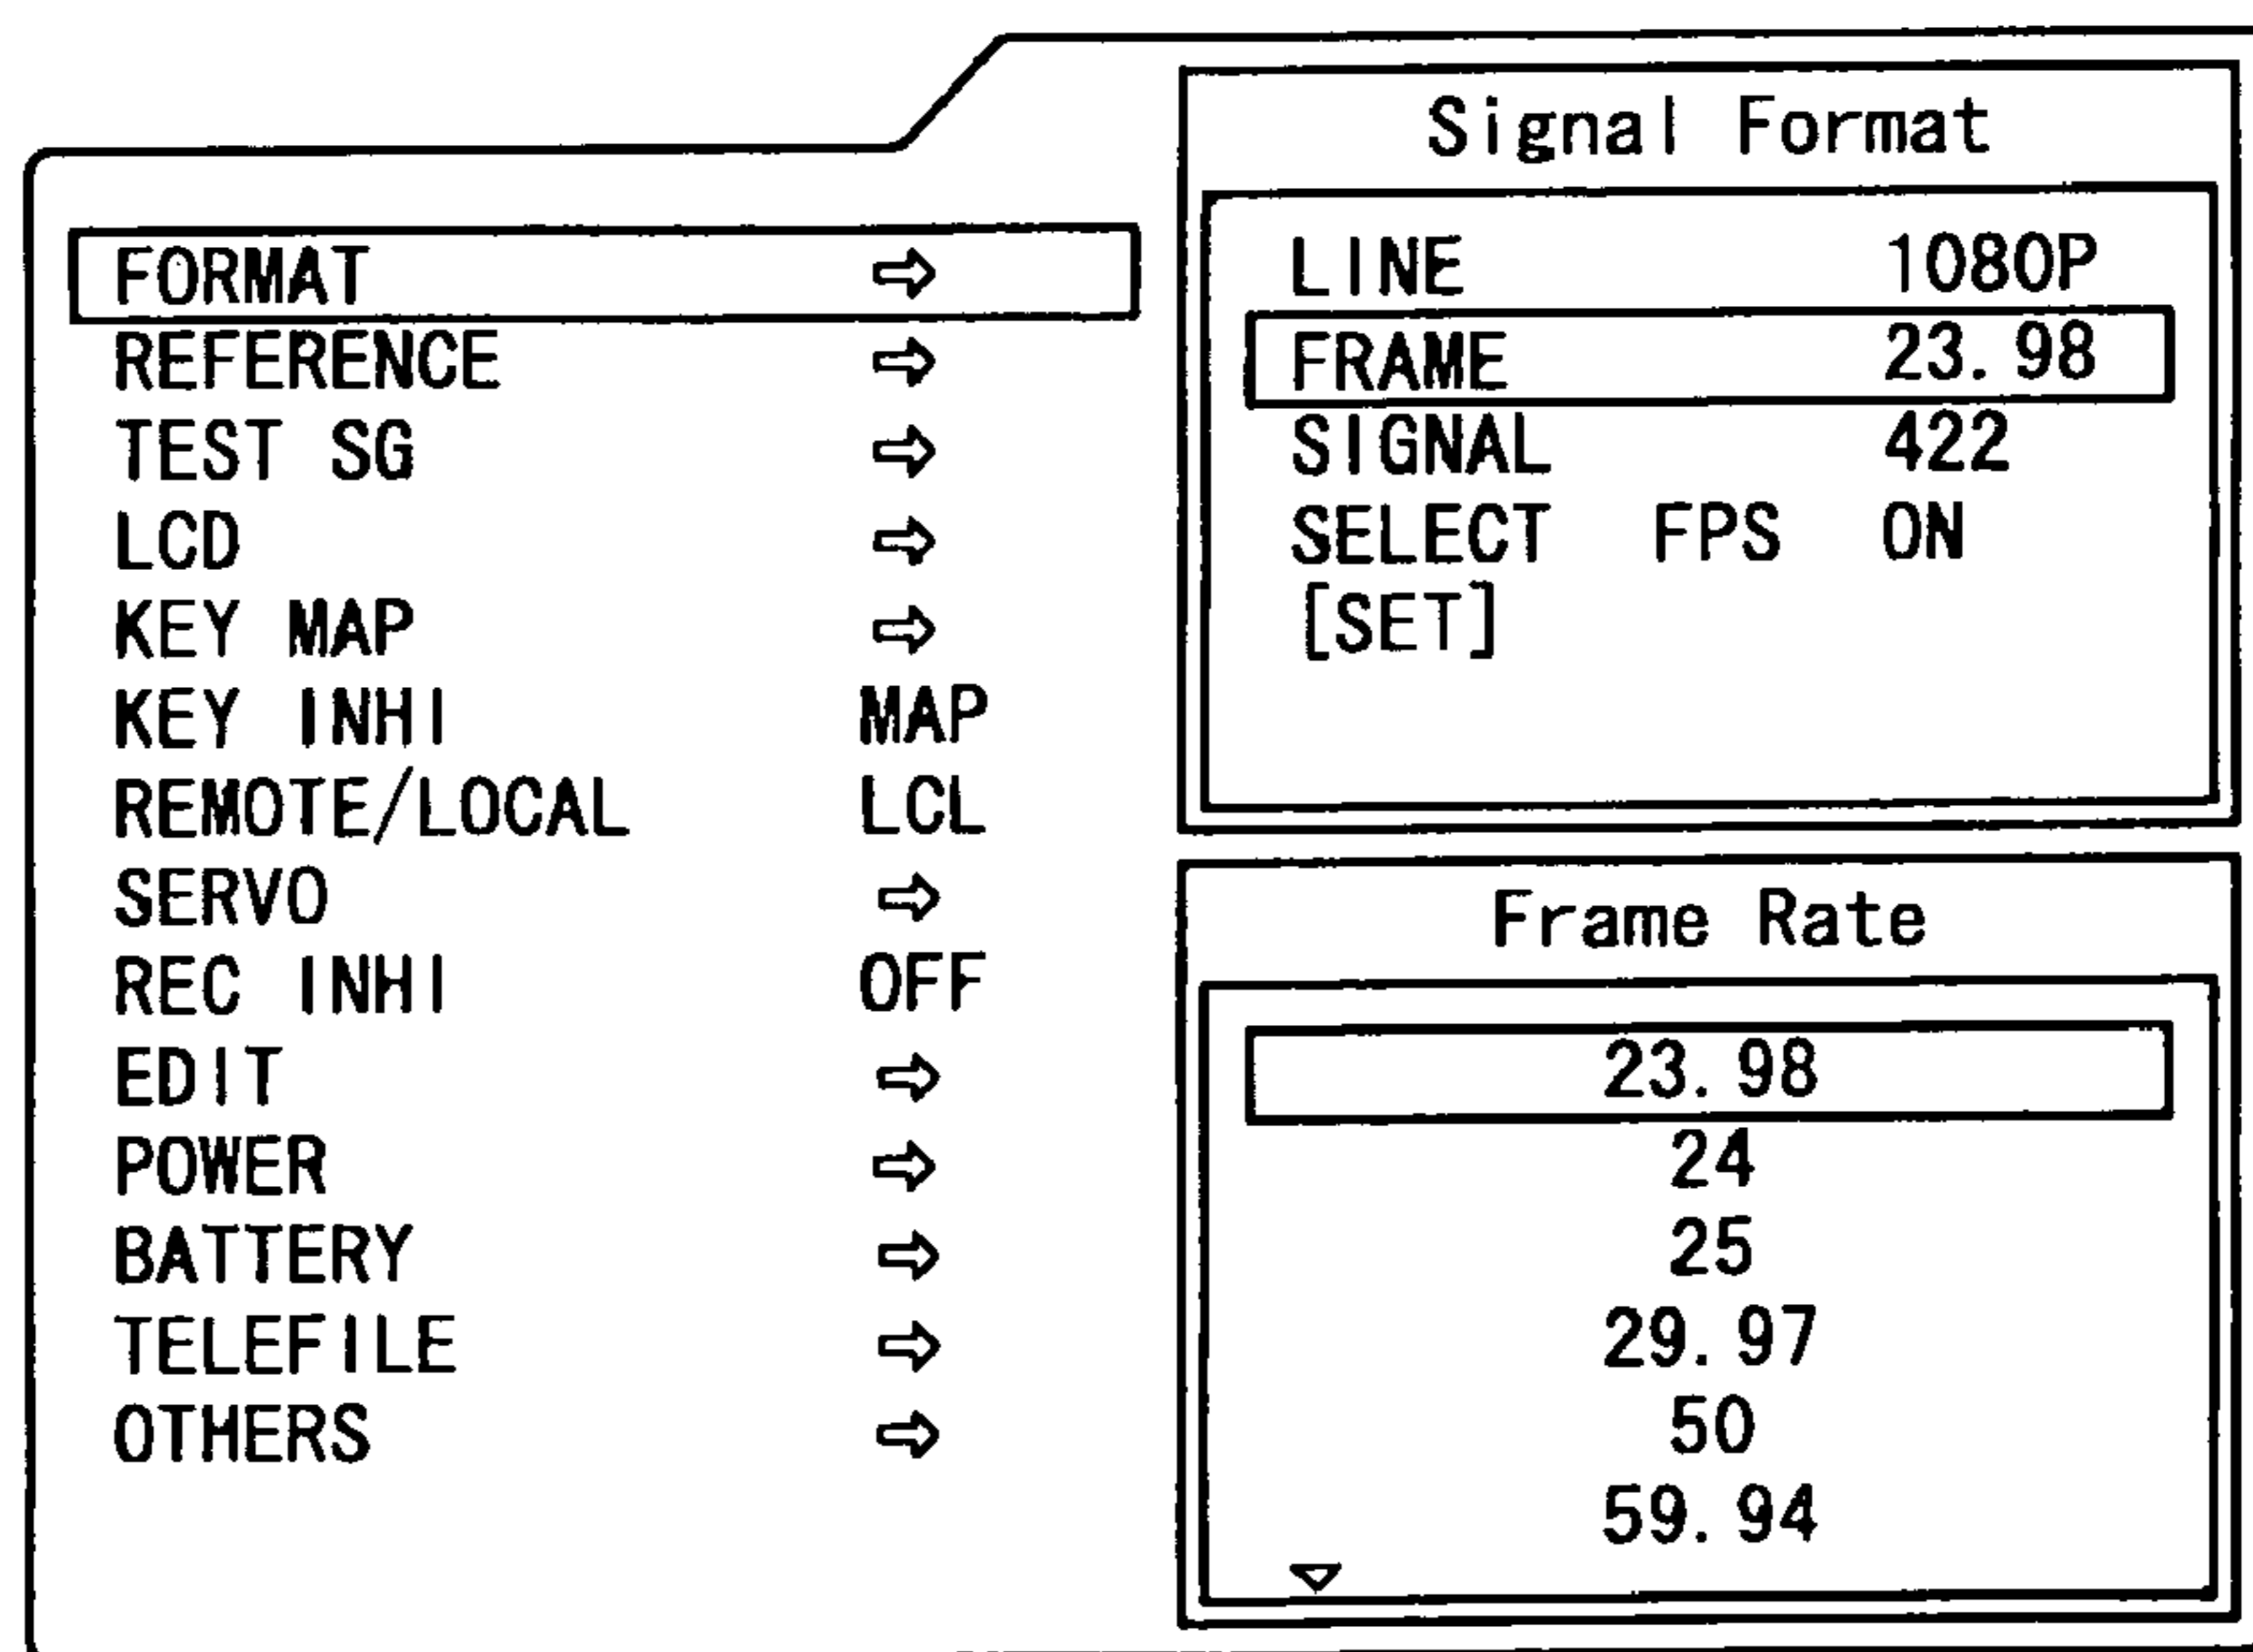 FORMAT ⇨
REFERENCE ⇨
TEST SG ⇨
LCD ⇨
KEY MAP ⇨
KEY INHI MAP
REMOTE/LOCAL LCL
SERVO ⇨
REC INHI OFF
EDIT ⇨
POWER ⇨
BATTERY ⇨
TELEFILE ⇨
OTHERS ⇨
Signal Format
LINE 1080P
FRAME 23.98
SIGNAL 422
SELECT FPS ON
[SET]
Frame Rate
23.98
24
25
29.97
50
59.94